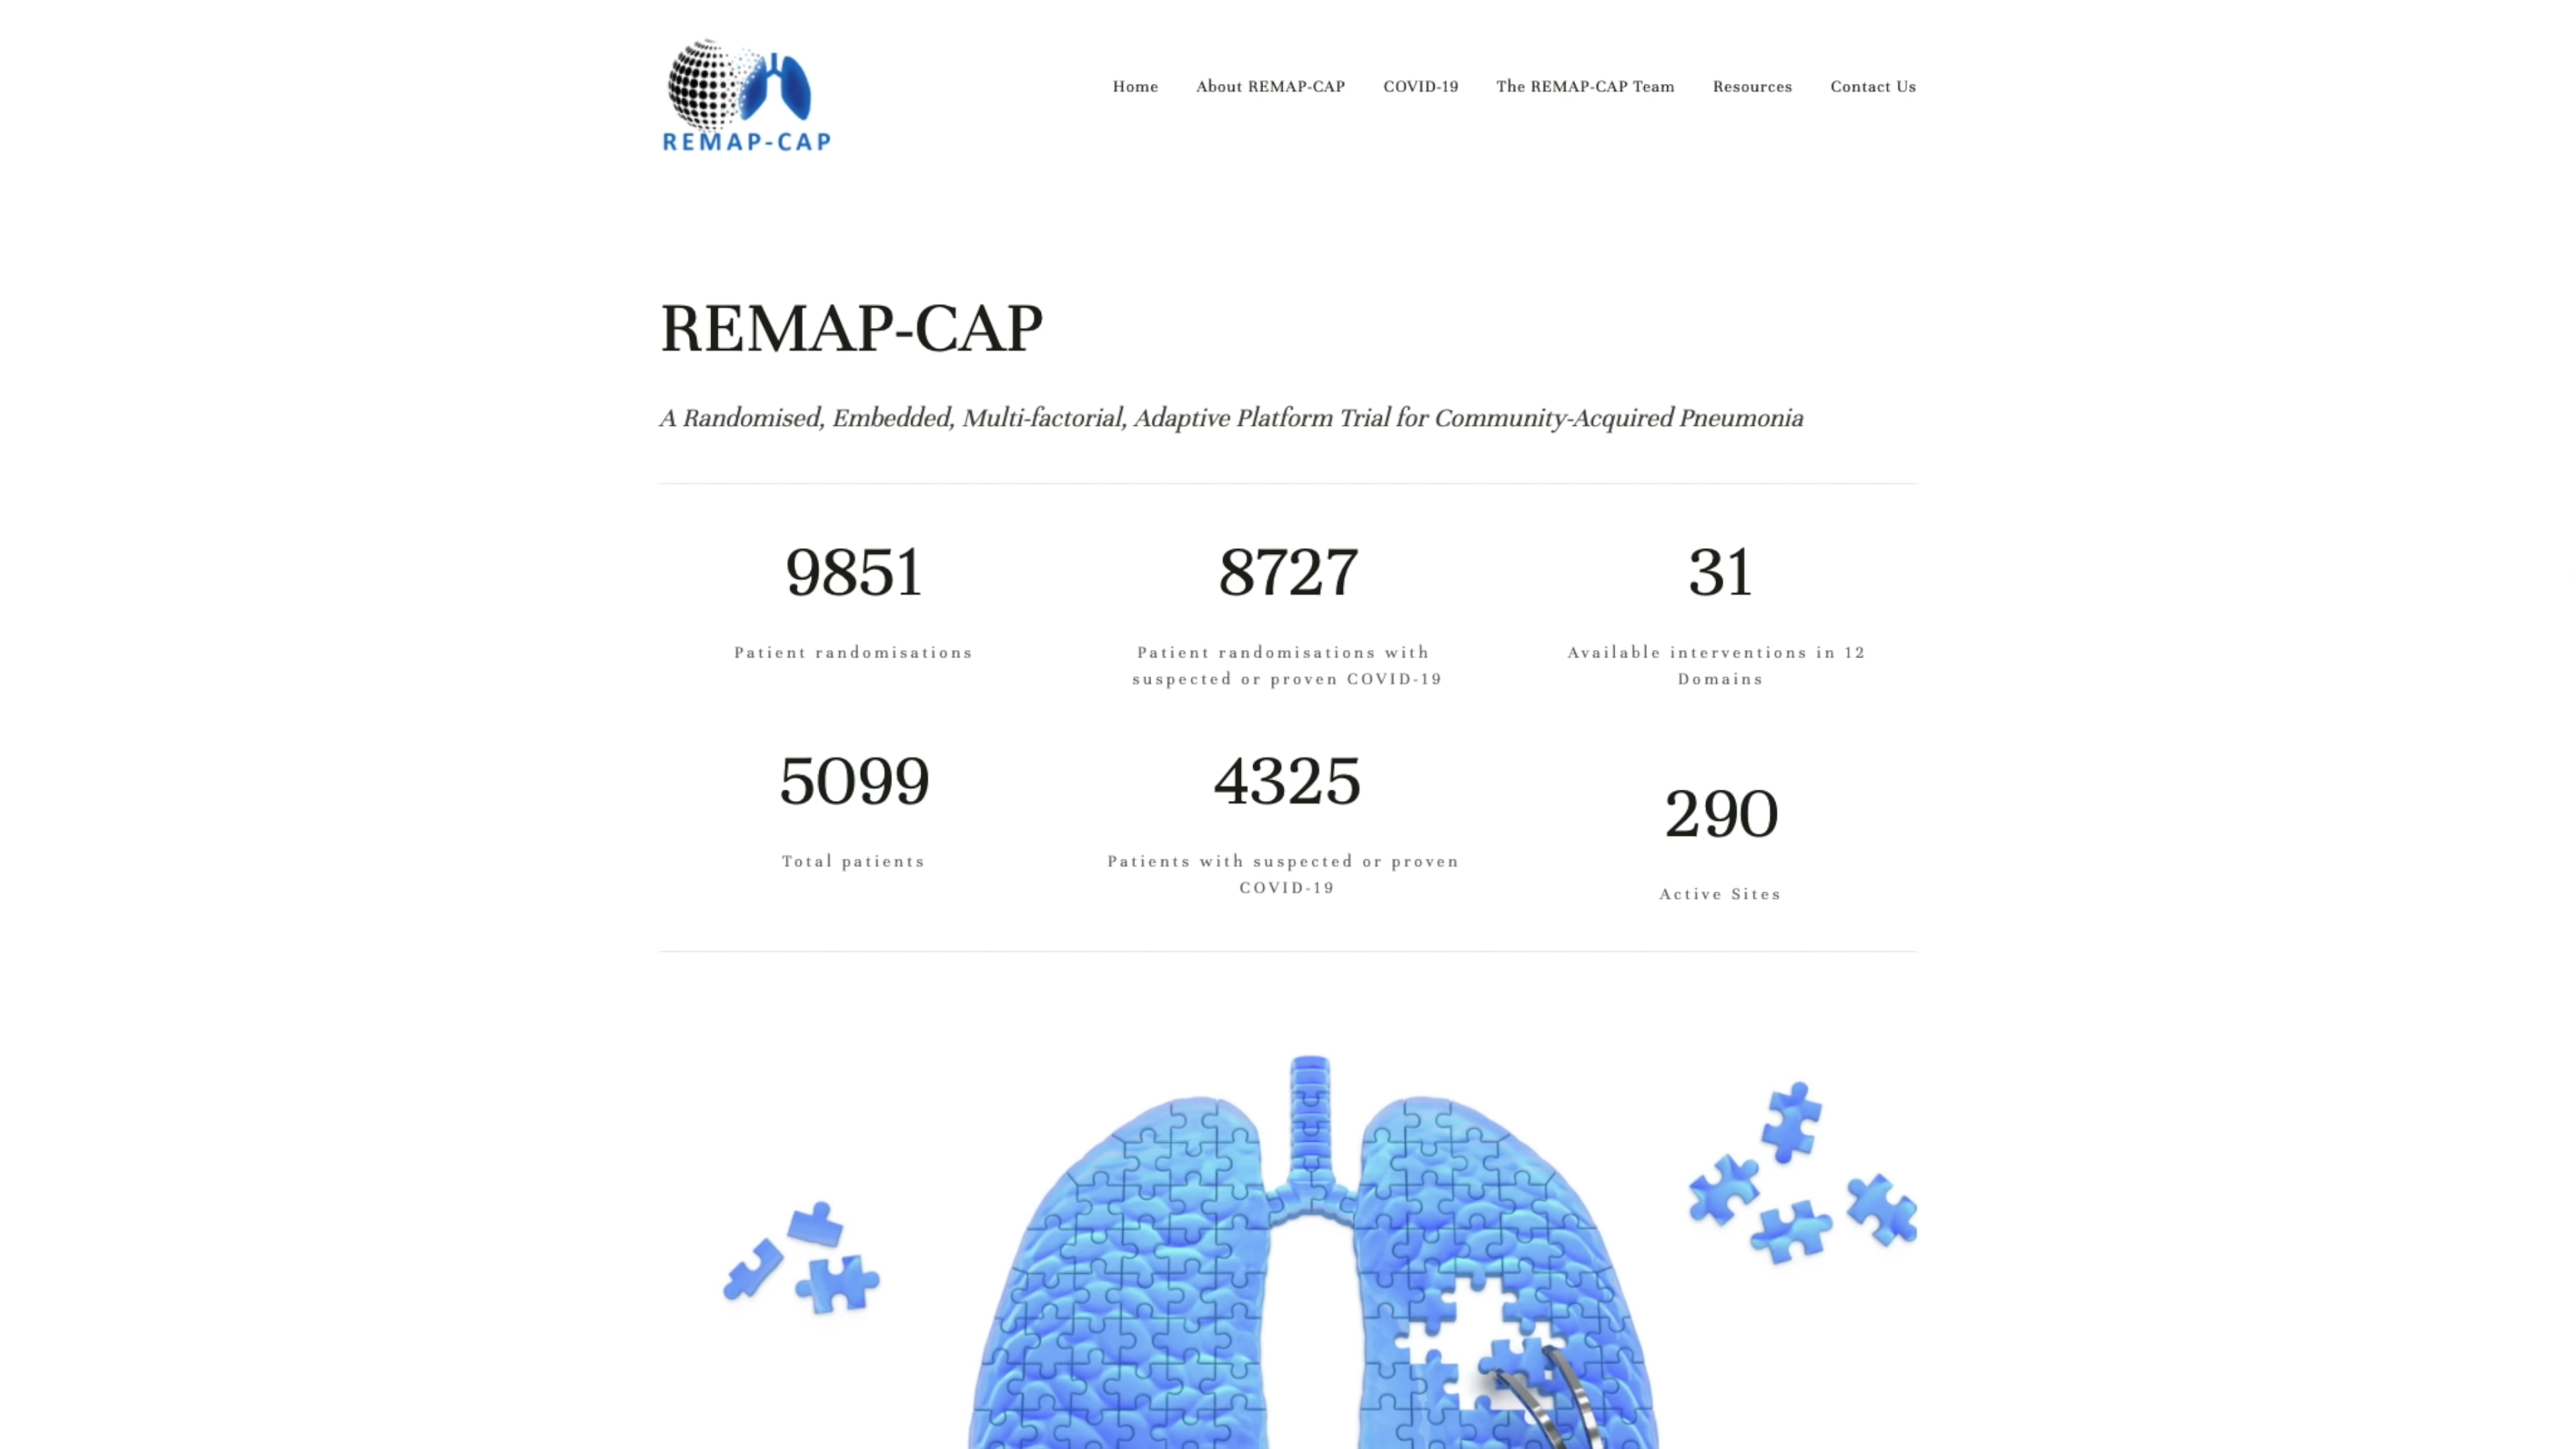 REMAP-CAP
Home About REMAP-CAP COVID-19 The REMAP-CAP Team Resources Contact Us
REMAP-CAP
A Randomised, Embedded, Multi-factorial, Adaptive Platform Trial for Community-Acquired Pneumonia
9851
Patient randomisations
8727
Patient randomisations with
suspected or proven COVID-19
31
Available interventions in 12
Domains
5099
Total patients
4325
Patients with suspected or proven
COVID-19
290
Active Sites